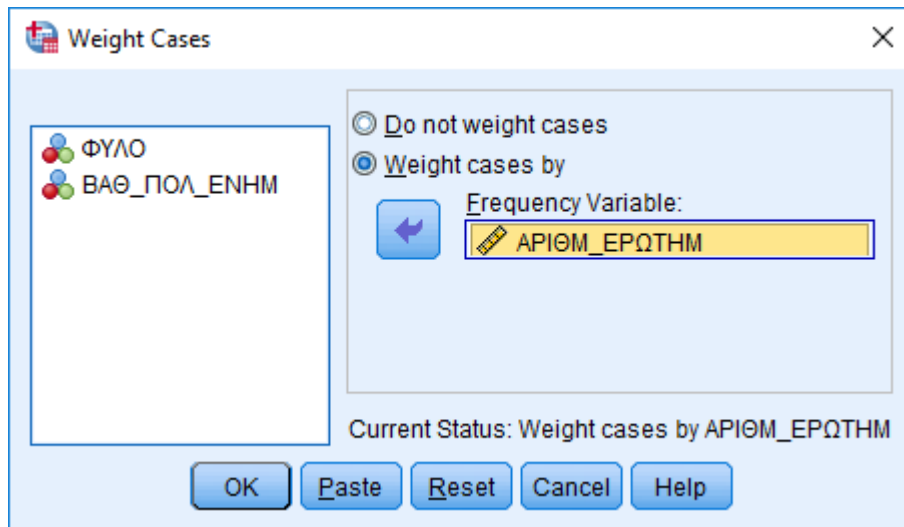 Weight Cases
ΦΥΛΟ
ΒΑΘ_ΠΟΛ_ΕΝΗΜ
Do not weight cases
Weight cases by
Frequency Variable:
ΑΡΙΘΜ_ΕΡΩΤΗΜ
Current Status: Weight cases by ΑΡΙΘΜ_ΕΡΩΤΗΜ
OK Paste Reset Cancel Help